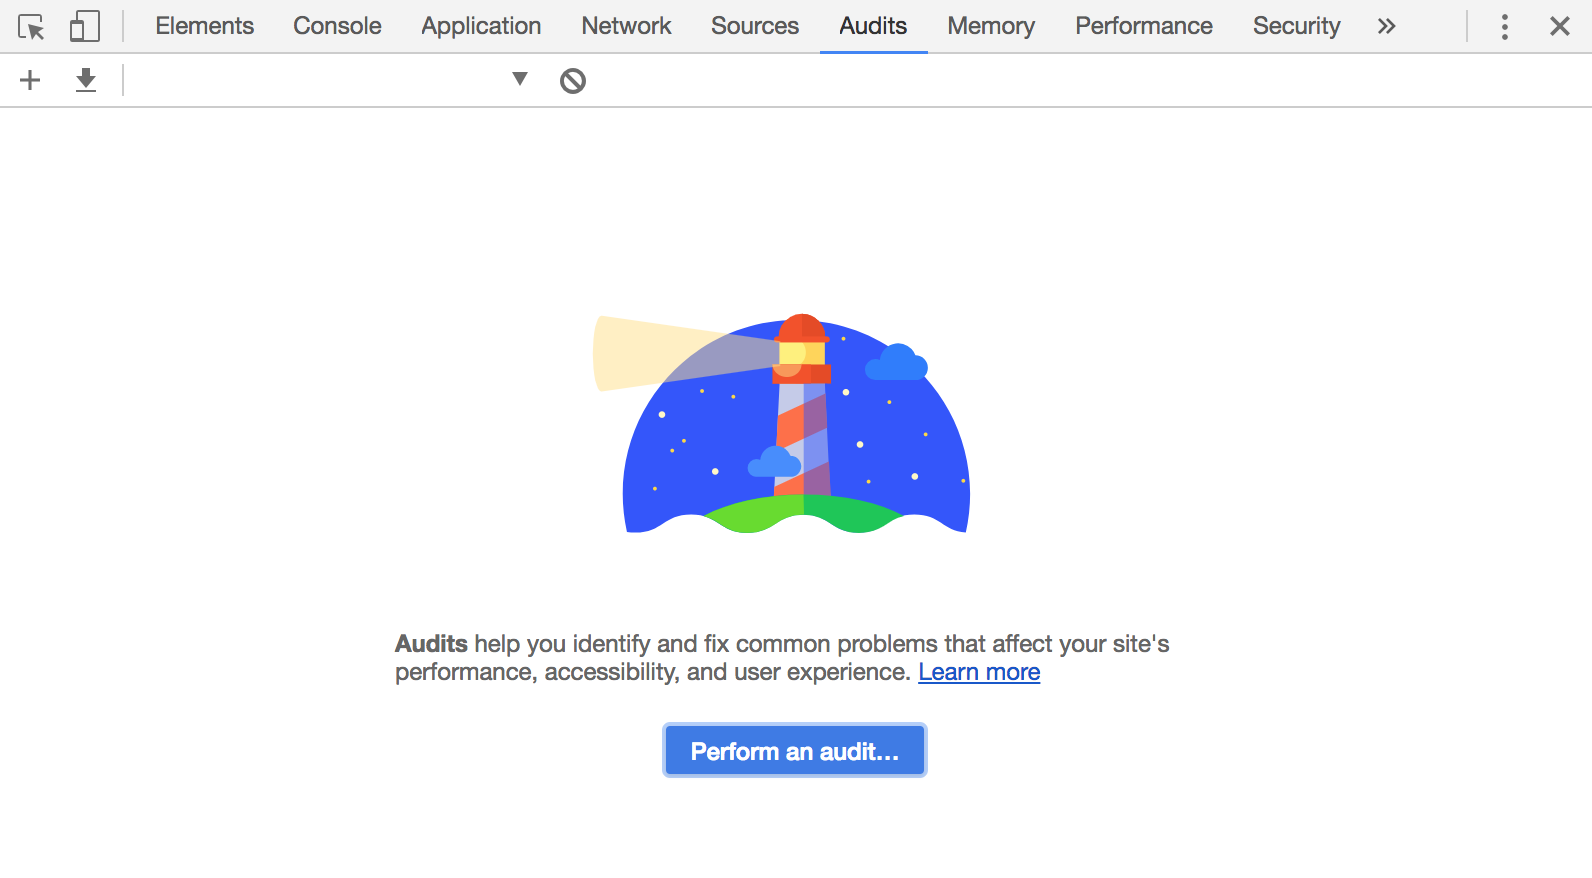 Elements Console Application Network Sources Audits Memory Performance Security
Audits help you identify and fix common problems that affect your site's
performance, accessibility, and user experience. Learn more
Perform an audit...